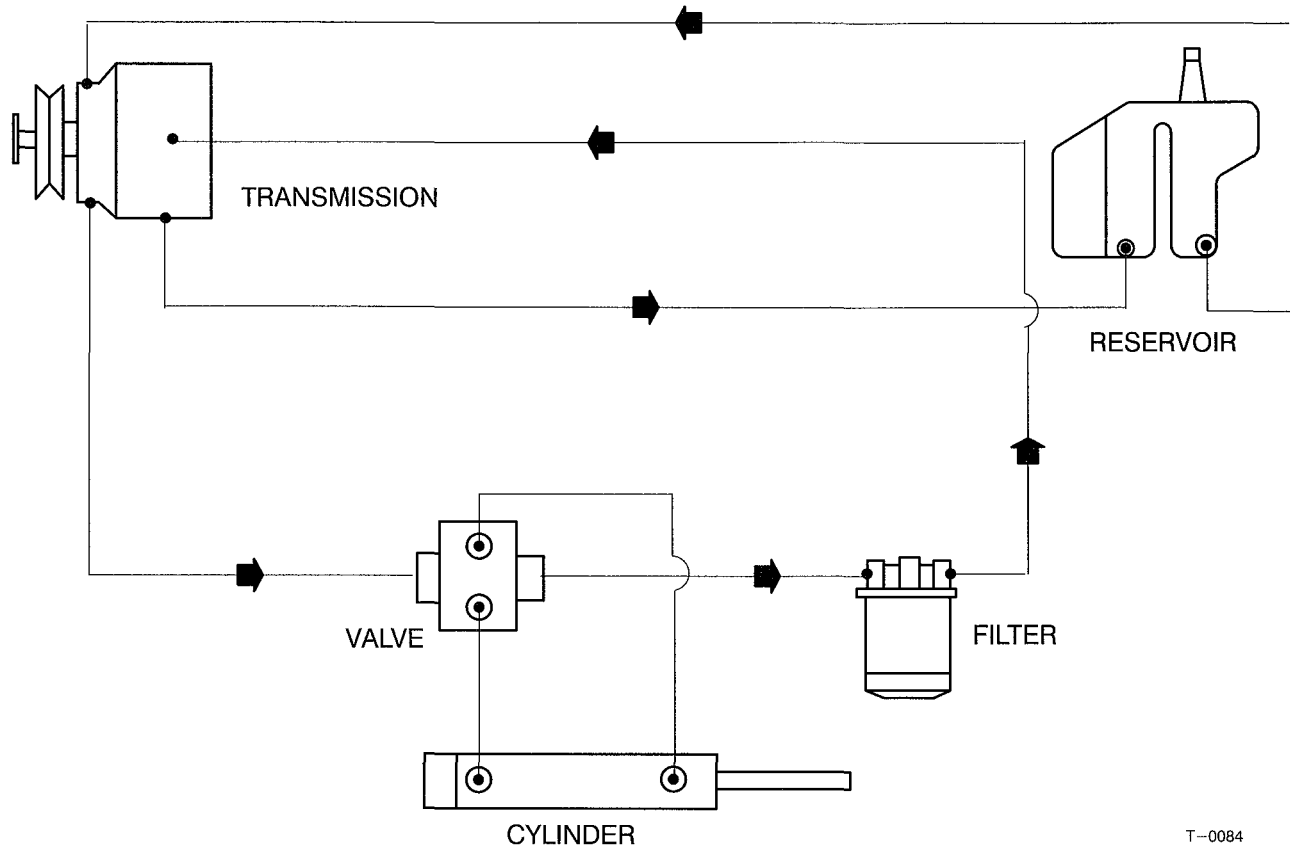 TRANSMISSION
RESERVOIR
VALVE
FILTER
CYLINDER
T-0084